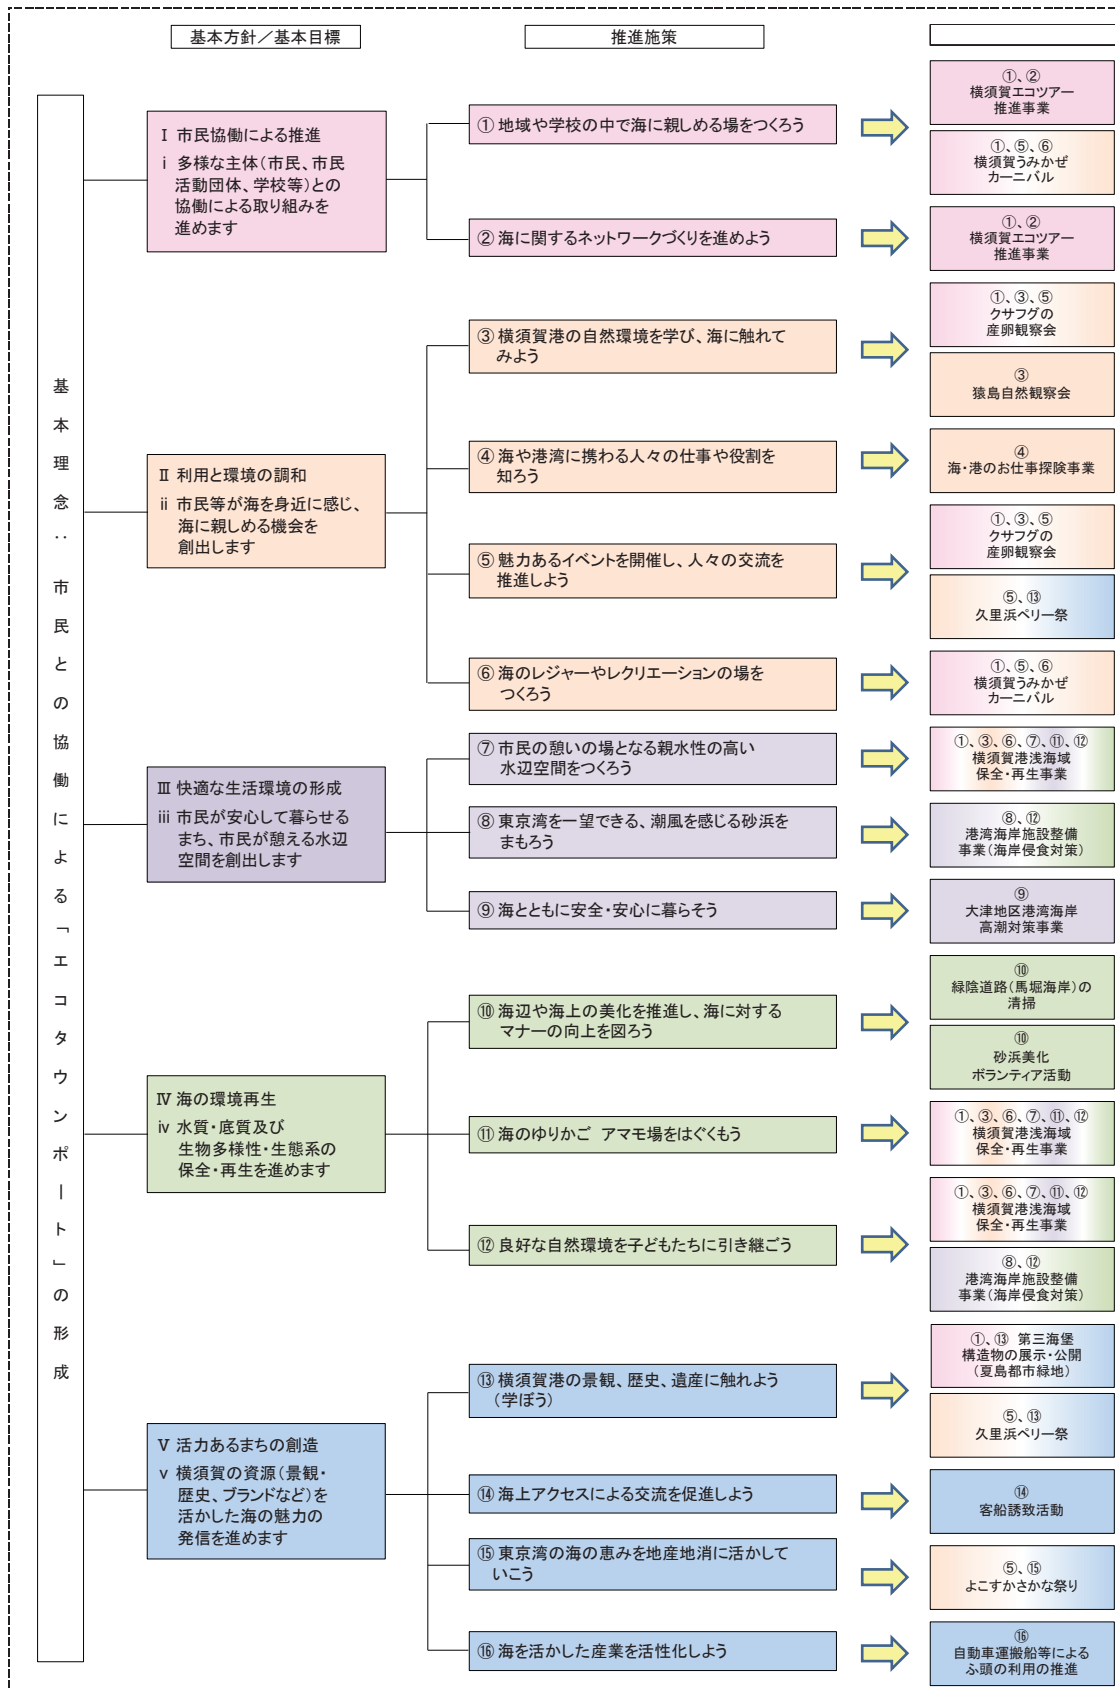 基本方針／基本目標
推進施策
基本理念：市民との協働による「エコタウンポート」の形成
Ⅰ 市民協働による推進
ⅰ 多様な主体(市民、市民
活動団体、学校等)との
協働による取り組みを
進めます
① 地域や学校の中で海に親しめる場をつくろう
①、②
横須賀エコツアー
推進事業
①、⑤、⑥
横須賀うみかぜ
カーニバル
② 海に関するネットワークづくりを進めよう
①、②
横須賀エコツアー
推進事業
Ⅱ 利用と環境の調和
ⅱ 市民等が海を身近に感じ、
海に親しめる機会を
創出します
③ 横須賀港の自然環境を学び、海に触れて
みよう
①、③、⑤
クサフグの
産卵観察会
③
猿島自然観察会
④ 海や港湾に携わる人々の仕事や役割を
知ろう
④
海・港のお仕事探険事業
⑤ 魅力あるイベントを開催し、人々の交流を
推進しよう
①、③、⑤
クサフグの
産卵観察会
⑤、⑬
久里浜ペリー祭
⑥ 海のレジャーやレクリエーションの場を
つくろう
①、⑤、⑥
横須賀うみかぜ
カーニバル
Ⅲ 快適な生活環境の形成
ⅲ 市民が安心して暮らせる
まち、市民が憩える水辺
空間を創出します
⑦ 市民の憩いの場となる親水性の高い
水辺空間をつくろう
①、③、⑥、⑦、⑪、⑫
横須賀港浅海域
保全・再生事業
⑧ 東京湾を一望できる、潮風を感じる砂浜を
まもろう
⑧、⑫
港湾海岸施設整備
事業(海岸侵食対策)
⑨ 海とともに安全・安心に暮らそう
⑨
大津地区港湾海岸
高潮対策事業
Ⅳ 海の環境再生
ⅳ 水質・底質及び
生物多様性・生態系の
保全・再生を進めます
⑩ 海辺や海上の美化を推進し、海に対する
マナーの向上を図ろう
⑩
緑陰道路(馬堀海岸)の
清掃
⑩
砂浜美化
ボランティア活動
⑪ 海のゆりかご アマモ場をはぐくもう
①、③、⑥、⑦、⑪、⑫
横須賀港浅海域
保全・再生事業
⑫ 良好な自然環境を子どもたちに引き継ごう
①、③、⑥、⑦、⑪、⑫
横須賀港浅海域
保全・再生事業
⑧、⑫
港湾海岸施設整備
事業(海岸侵食対策)
Ⅴ 活力あるまちの創造
ⅴ 横須賀の資源(景観・
歴史、ブランドなど)を
活かした海の魅力の
発信を進めます
⑬ 横須賀港の景観、歴史、遺産に触れよう
(学ぼう)
①、⑬ 第三海堡
構造物の展示・公開
(夏島都市緑地)
⑤、⑬
久里浜ペリー祭
⑭ 海上アクセスによる交流を促進しよう
⑭
客船誘致活動
⑮ 東京湾の海の恵みを地産地消に活かして
いこう
⑤、⑮
よこすかさかな祭り
⑯ 海を活かした産業を活性化しよう
⑯
自動車運搬船等による
ふ頭の利用の推進